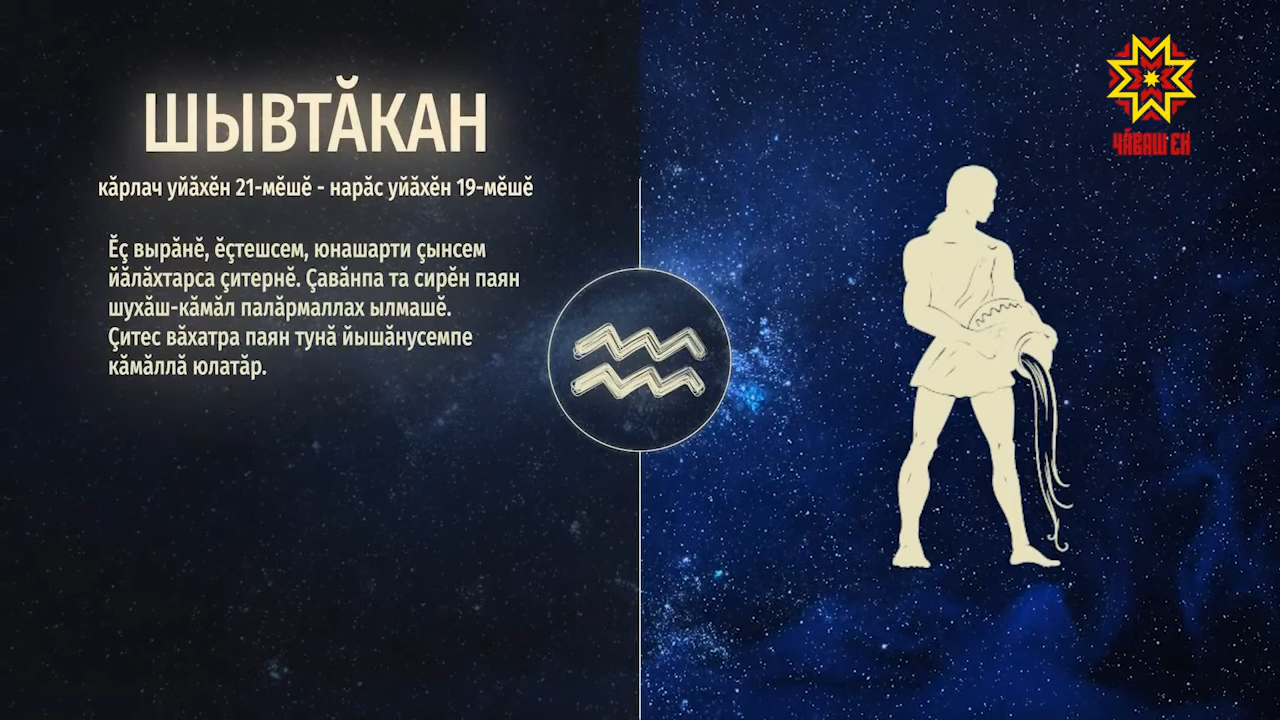 ШЫВТӐКАН
кӑрлач уйӑхӗн 21-мӗшӗ - нарӑс уйӑхӗн 19-мӗшӗ
Ӗҫ вырӑнӗ, ӗҫтешсем, юнашарти ҫынсем
йӑлӑхтарса ҫитернӗ. Ҫавӑнпа та сирӗн паян
шухӑш-кӑмӑл палӑрмаллах ылмашӗ.
Ҫитес вӑхатра паян тунӑ йышӑнусемпе
кӑмӑллӑ юлатӑр.
ЧӐВАШ ЕН